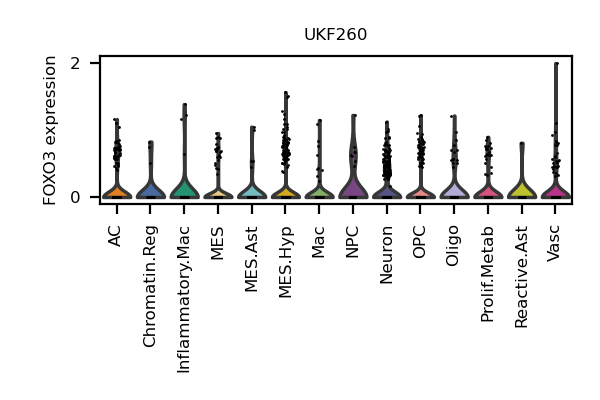 UKF260
FOXO3 expression
2
0
AC
Chromatin.Reg
Inflammatory.Mac
MES
MES.Ast
MES.Hyp
Mac
NPC
Neuron
OPC
Oligo
Prolif.Metab
Reactive.Ast
Vasc